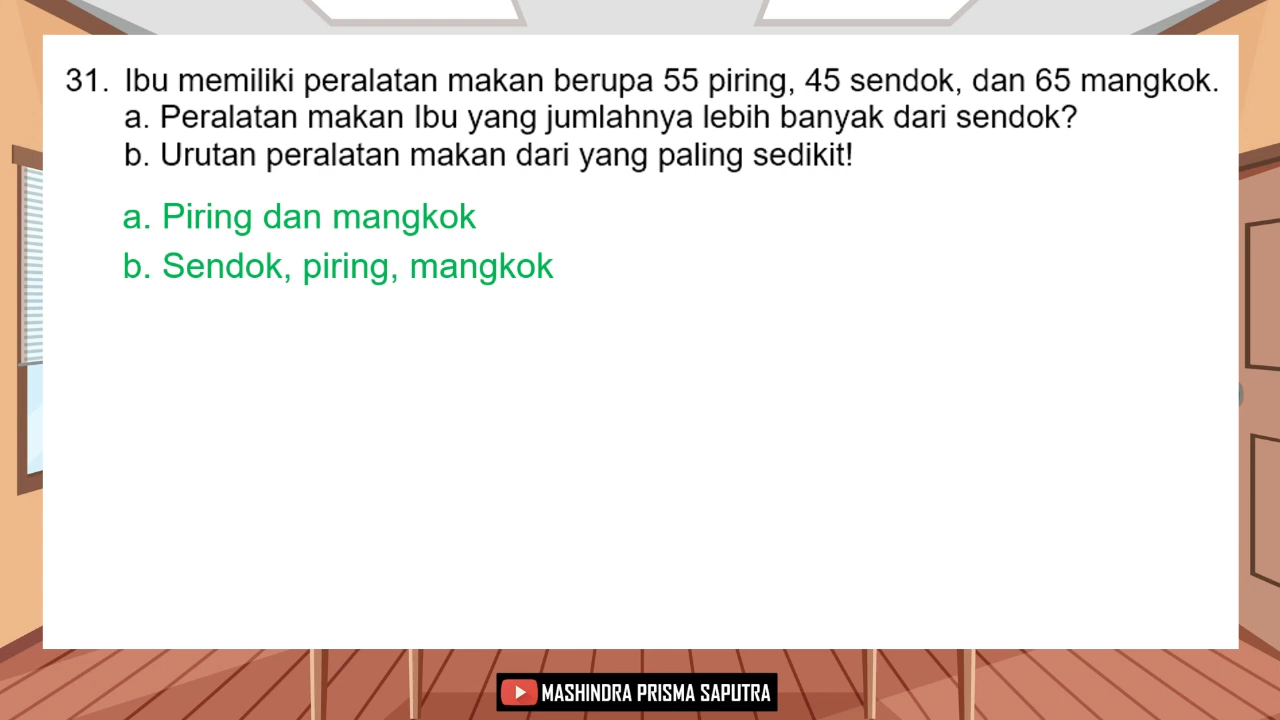 31. Ibu memiliki peralatan makan berupa 55 piring, 45 sendok, dan 65 mangkok.
a. Peralatan makan Ibu yang jumlahnya lebih banyak dari sendok?
b. Urutan peralatan makan dari yang paling sedikit!
a. Piring dan mangkok
b. Sendok, piring, mangkok
MASHINDRA PRISMA SAPUTRA